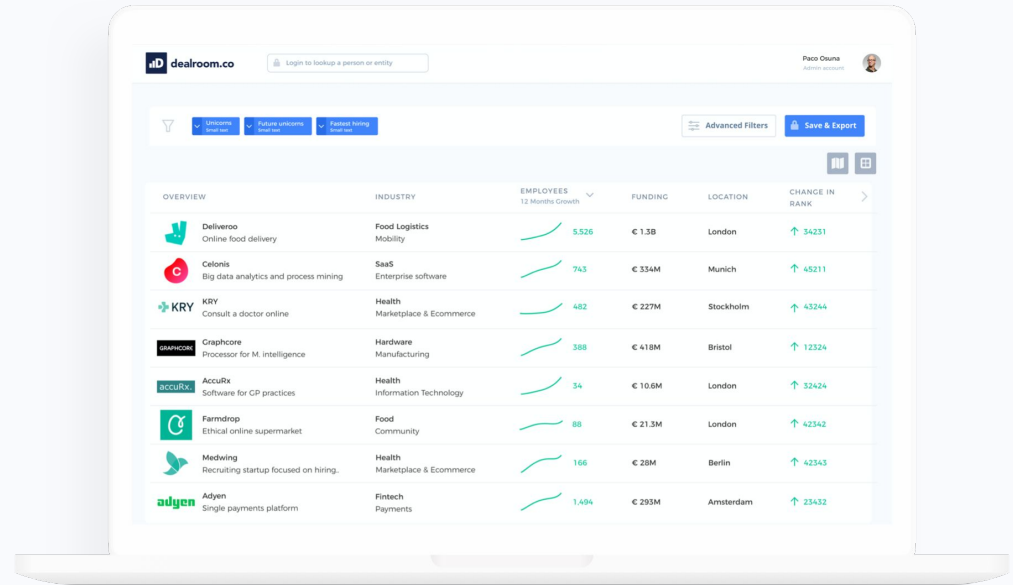 dealroom.co
Login to lookup a person or entity
Paco Osuna
Admin account
Unicorns
Small text
Future unicorns
Small text
Fastest hiring
Small text
Advanced Filters
Save & Export
OVERVIEW
INDUSTRY
EMPLOYEES
12 Months Growth
FUNDING
LOCATION
CHANGE IN
RANK
Deliveroo
Online food delivery
Food Logistics
Mobility
5.526
€ 1.3B
London
34231
Celonis
Big data analytics and process mining
SaaS
Enterprise software
743
€ 334M
Munich
45211
KRY
KRY
Consult a doctor online
Health
Marketplace & Ecommerce
482
€ 227M
Stockholm
43244
GRAPHCORE
Graphcore
Processor for M. intelligence
Hardware
Manufacturing
388
€ 418M
Bristol
12324
accuRx.
AccuRx
Software for GP practices
Health
Information Technology
34
€ 10.6M
London
32424
Farmdrop
Ethical online supermarket
Food
Community
88
€ 21.3M
London
42342
Medwing
Recruiting startup focused on hiring..
Health
Marketplace & Ecommerce
166
€ 28M
Berlin
42343
adyen
Adyen
Single payments platform
Fintech
Payments
1.494
€ 293M
Amsterdam
23432